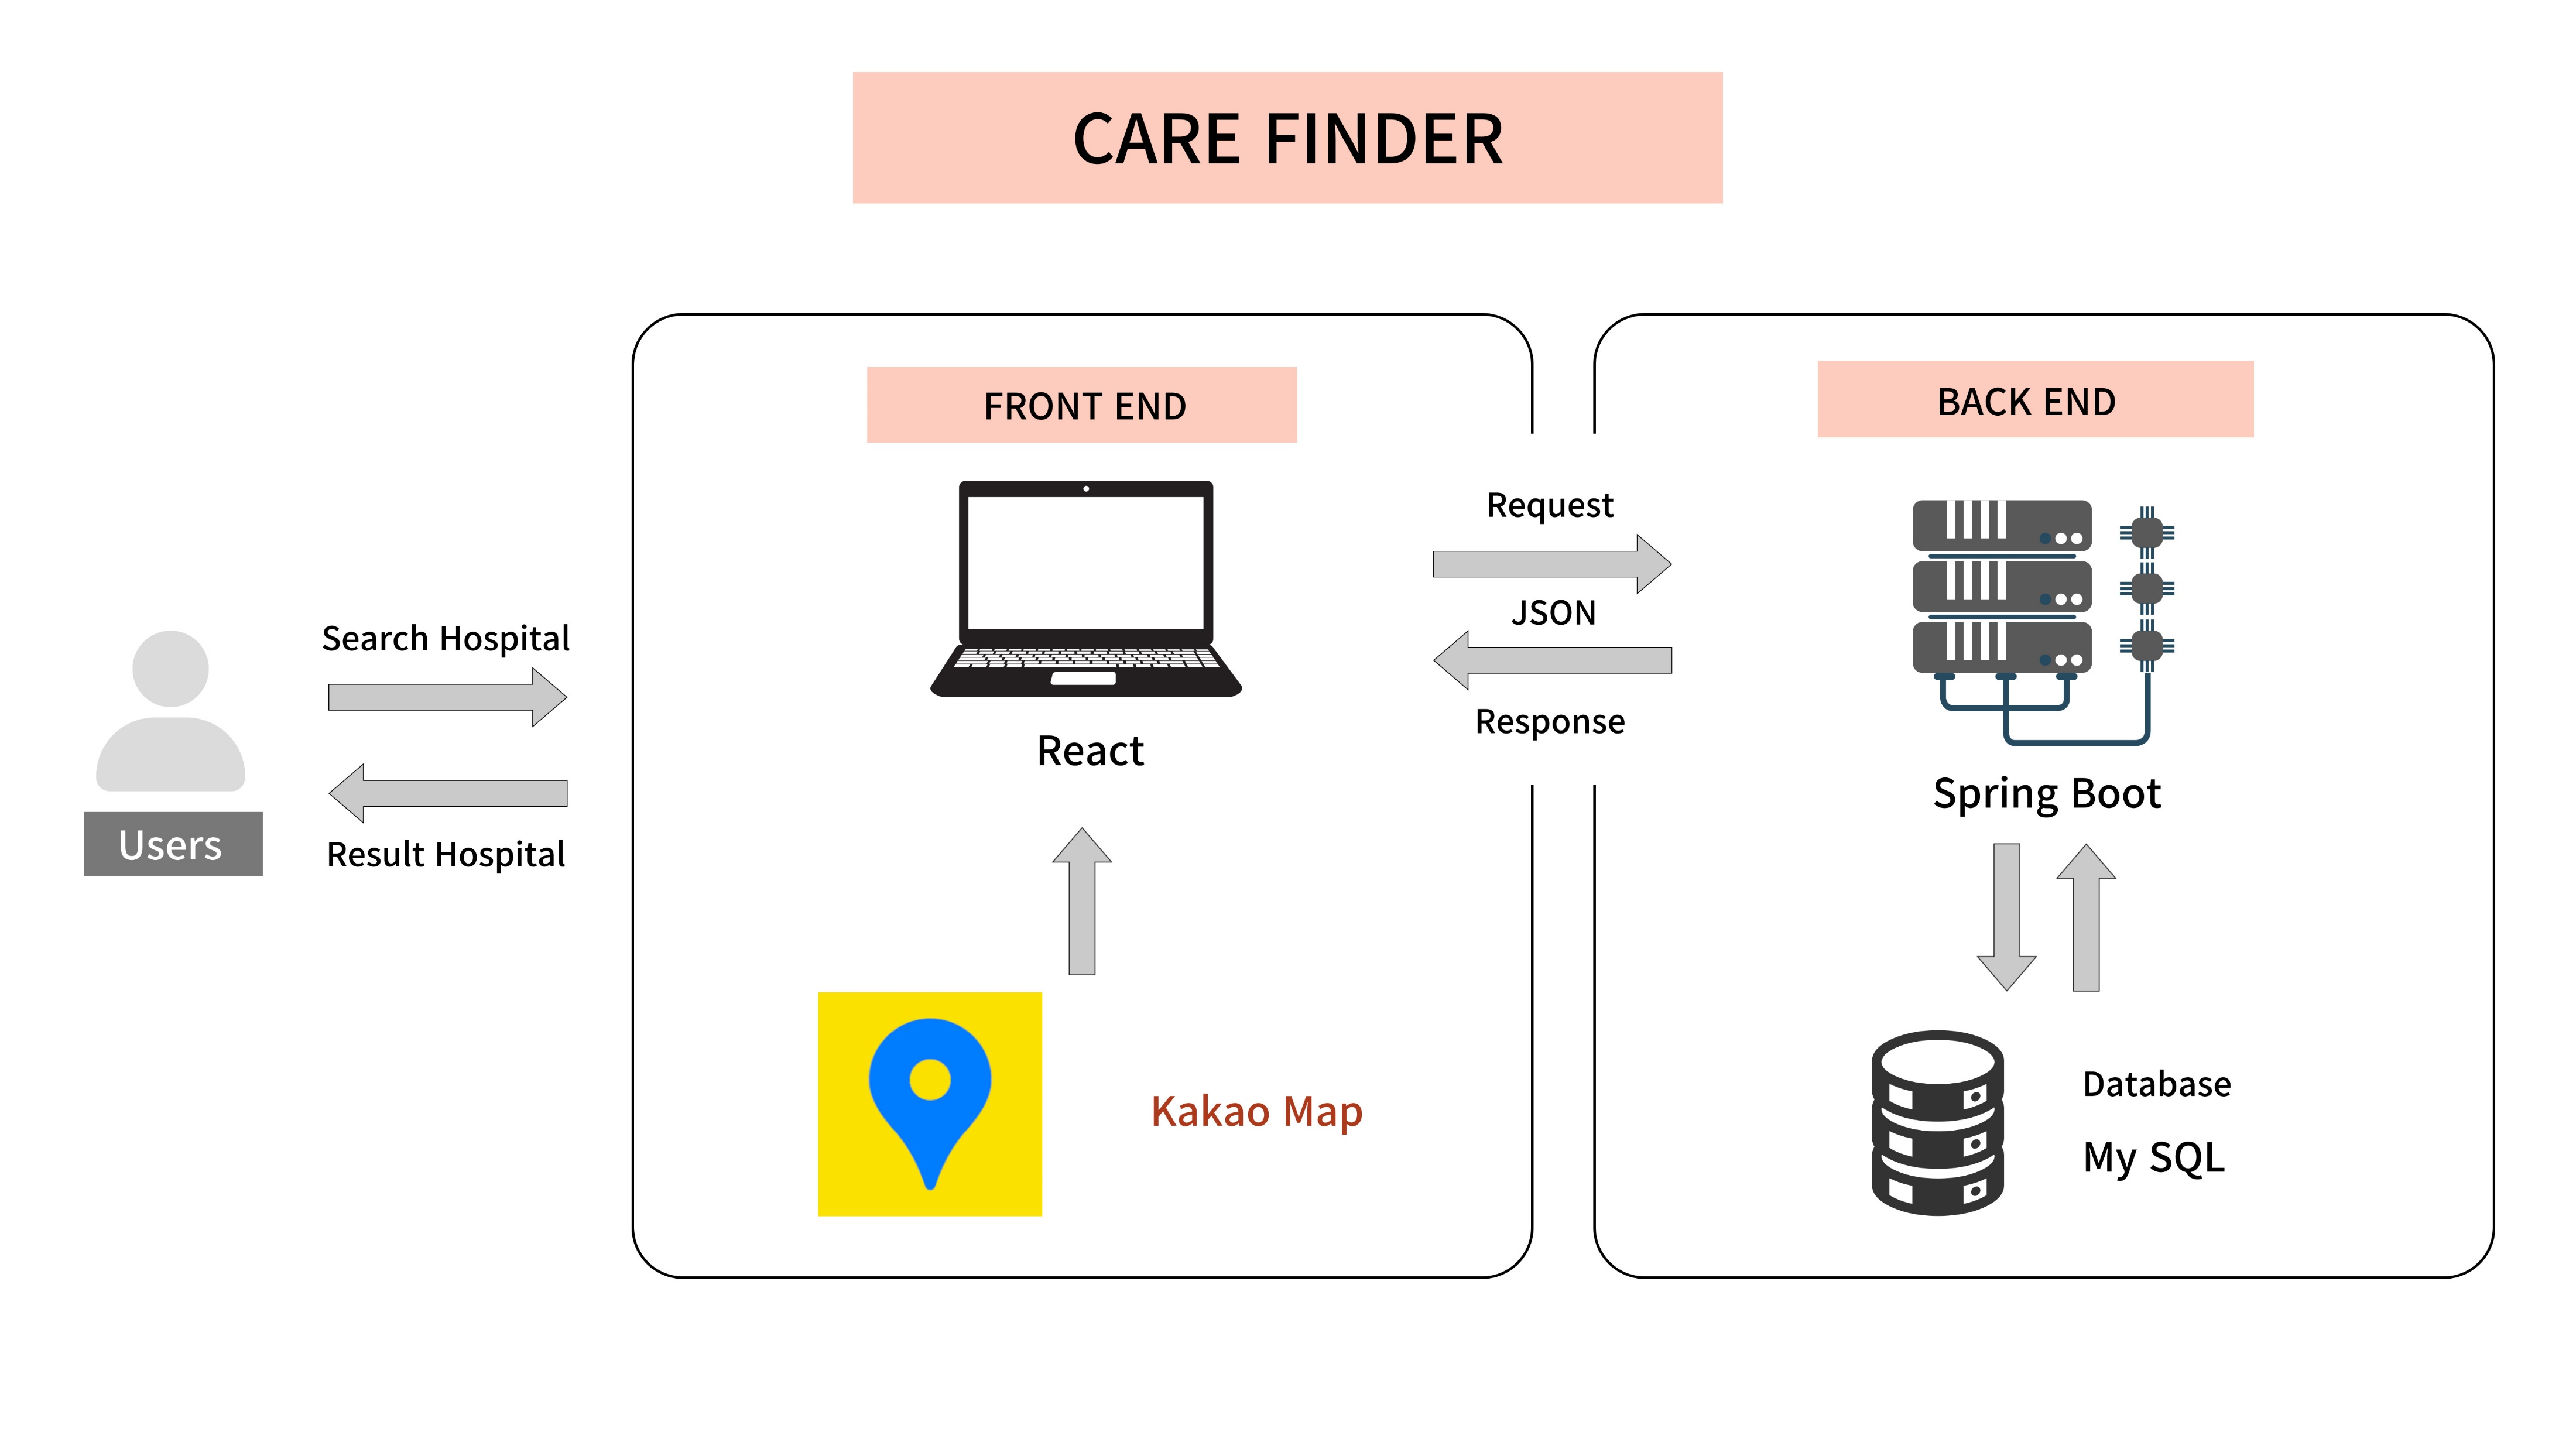 CARE FINDER
Users
Search Hospital
Result Hospital
FRONT END
React
Kakao Map
Request
JSON
Response
BACK END
Spring Boot
Database
My SQL